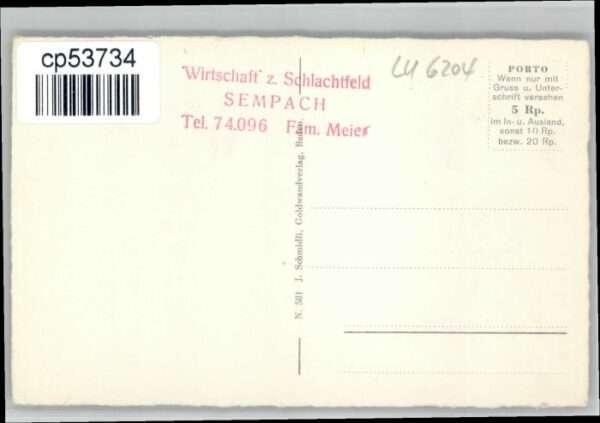 cp53734
"Wirtschaft" z. Schlachtfeld
SEMPACH
Tel. 74.096 Fam. Meier
LU 6204
PORTO
Wenn nur mit
Gruss u. Unter-
schrift versehen
5 Rp.
im In- u. Ausland,
sonst 10 Rp.
bezw. 20 Rp.
N. 581 J. Schmidli, Goldwandverlag, Baden